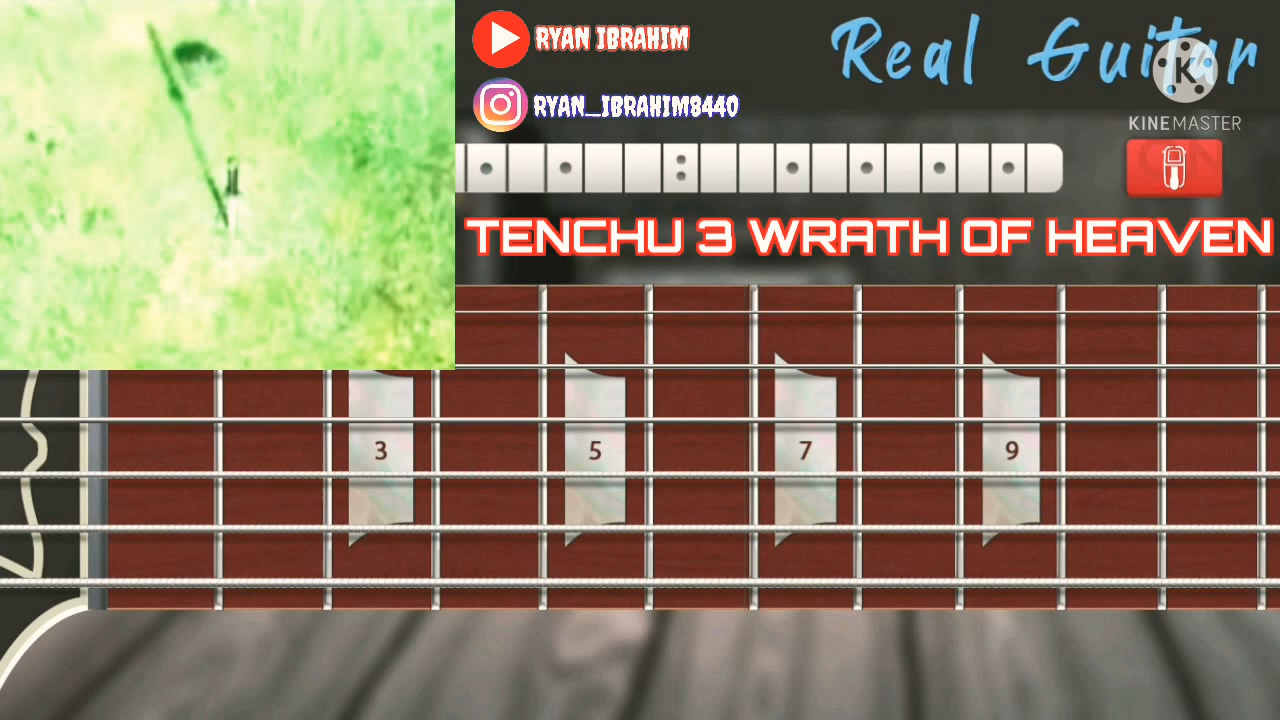 RYAN IBRAHIM
RYAN_IBRAHIM8440
Real Guitar
K
KINEMASTER
TENCHU 3 WRATH OF HEAVEN
3 5 7 9